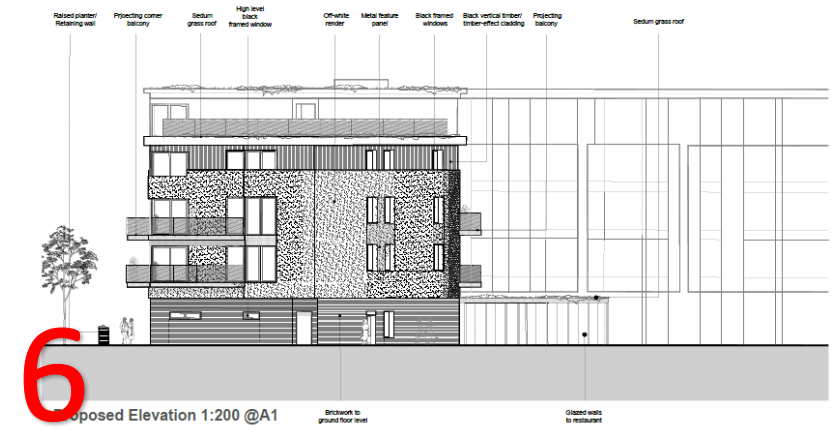 Raised planter/
Retaining wall
Prjoecting corner
balcony
Sedum
grass roof
High level
black
framed window
Off-white
render
Metal feature
panel
Black framed
windows
Black vertical timber/
timber-effect cladding
Projecting
balcony
Sedum grass roof
6
Proposed Elevation 1:200 @A1
Brickwork to
ground floor level
Glazed walls
to restaurant